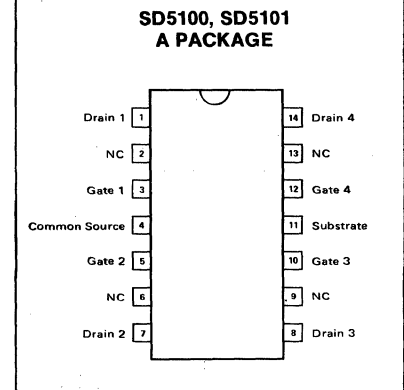 SD5100, SD5101
A PACKAGE
Drain 1 1 14 Drain 4
NC 2 13 NC
Gate 1 3 12 Gate 4
Common Source 4 11 Substrate
Gate 2 5 10 Gate 3
NC 6 9 NC
Drain 2 7 8 Drain 3